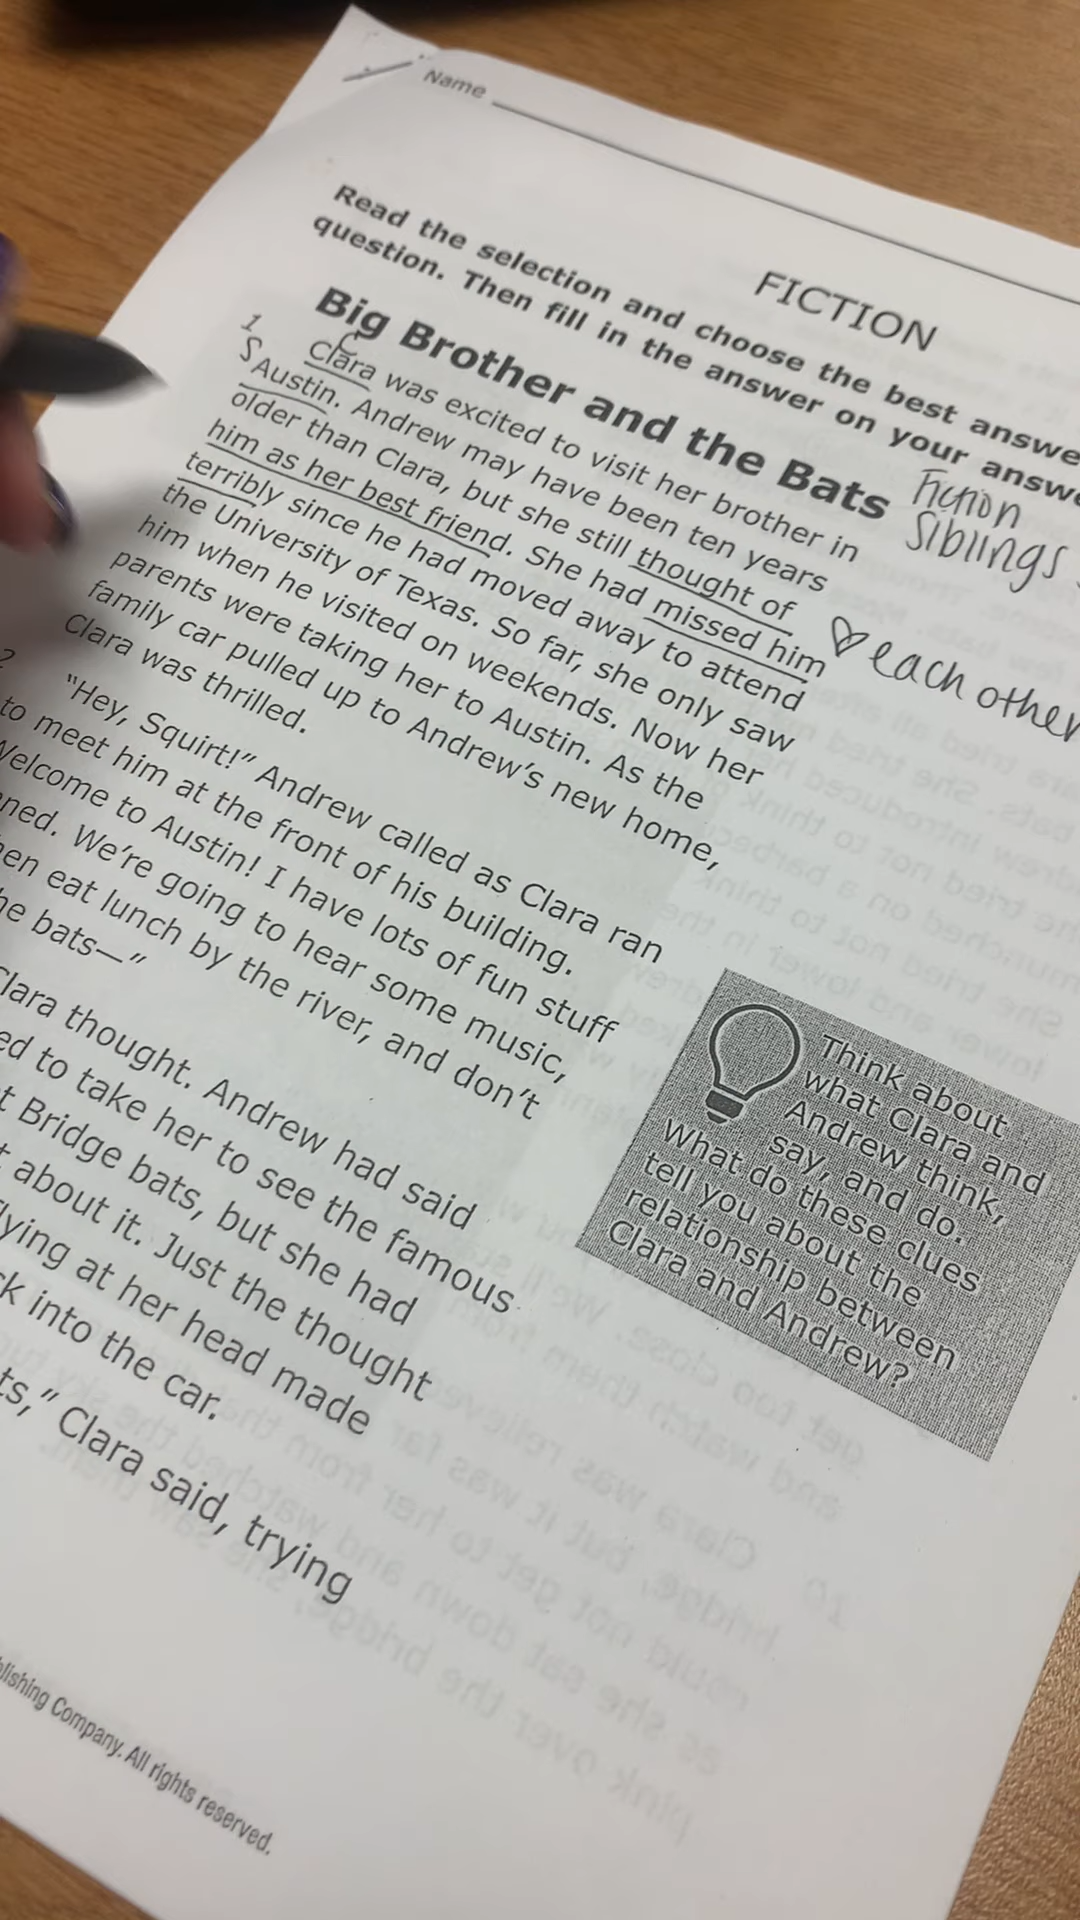 Name
FICTION
Read the selection and choose the best
question. Then fill in the answer on your
Big Brother and the Bats
Fiction
Siblings
1
C
S
Clara was excited to visit her brother in
Austin. Andrew may have been ten years
older than Clara, but she still thought of
him as her best friend. She had missed him
♡ each other
terribly since he had moved away to attend
the University of Texas. So far, she only saw
him when he visited on weekends. Now her
parents were taking her to Austin. As the
family car pulled up to Andrew's new home,
Clara was thrilled.
2
"Hey, Squirt!" Andrew called as Clara ran
to meet him at the front of his building.
Welcome to Austin! I have lots of fun stuff
We're going to hear some music,
eat lunch by the river, and don't
bats—"
Clara thought. Andrew had said
to take her to see the famous
Bridge bats, but she had
about it. Just the thought
at her head made
into the car.
Clara said, trying
Think about
what Clara and
Andrew think,
say, and do.
What do these clues
tell you about the
relationship between
Clara and Andrew?
Company. All rights reserved.